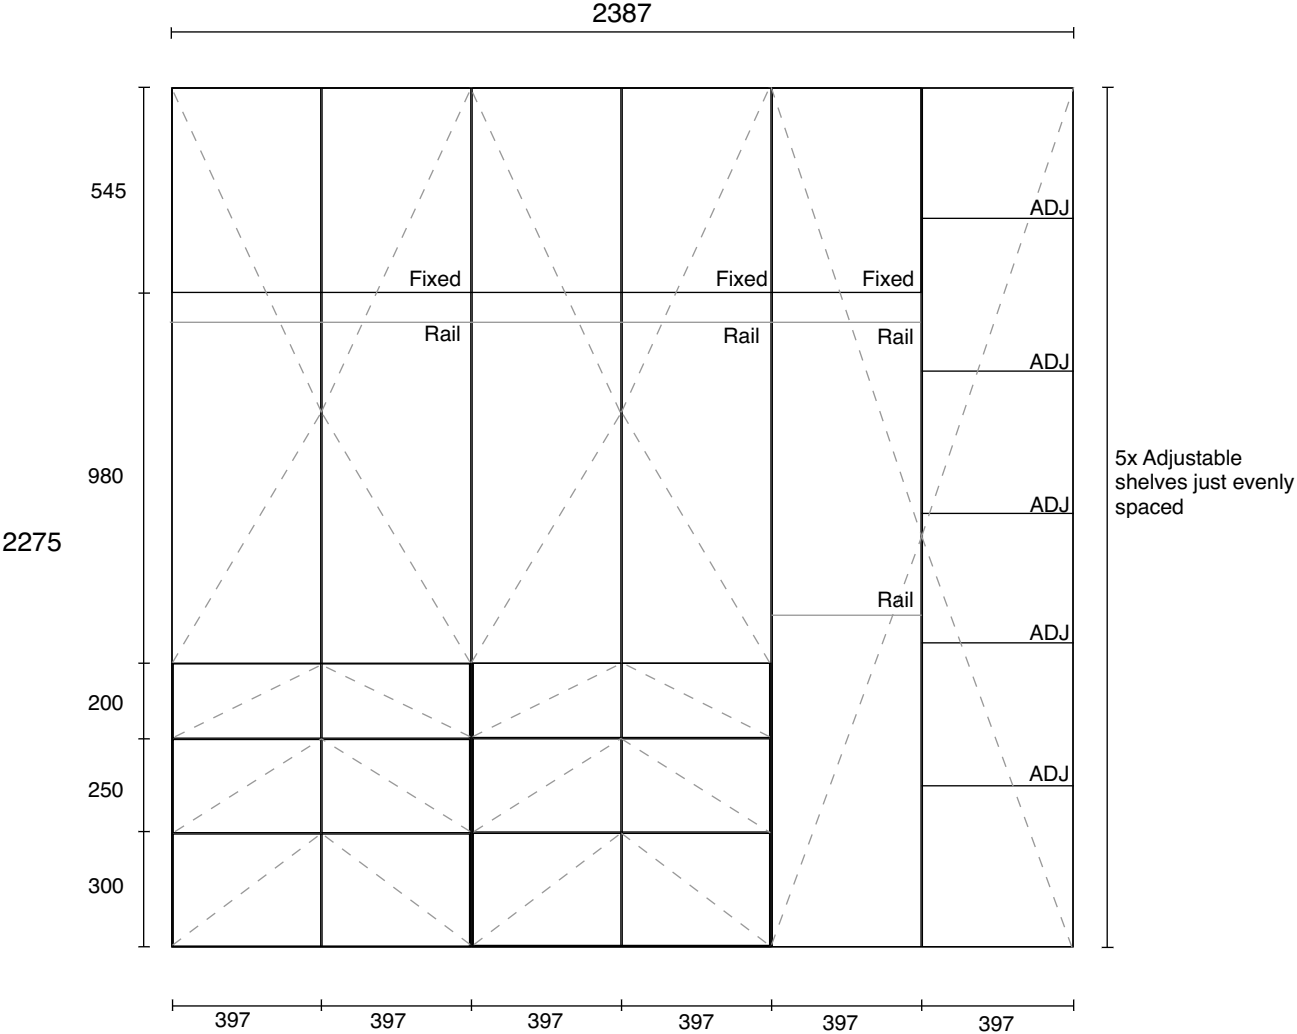 2387
545
ADJ
Fixed Fixed Fixed
Rail Rail Rail
ADJ
980
5x Adjustable
shelves just evenly
spaced
ADJ
2275
Rail
ADJ
200
ADJ
250
300
397 397 397 397 397 397